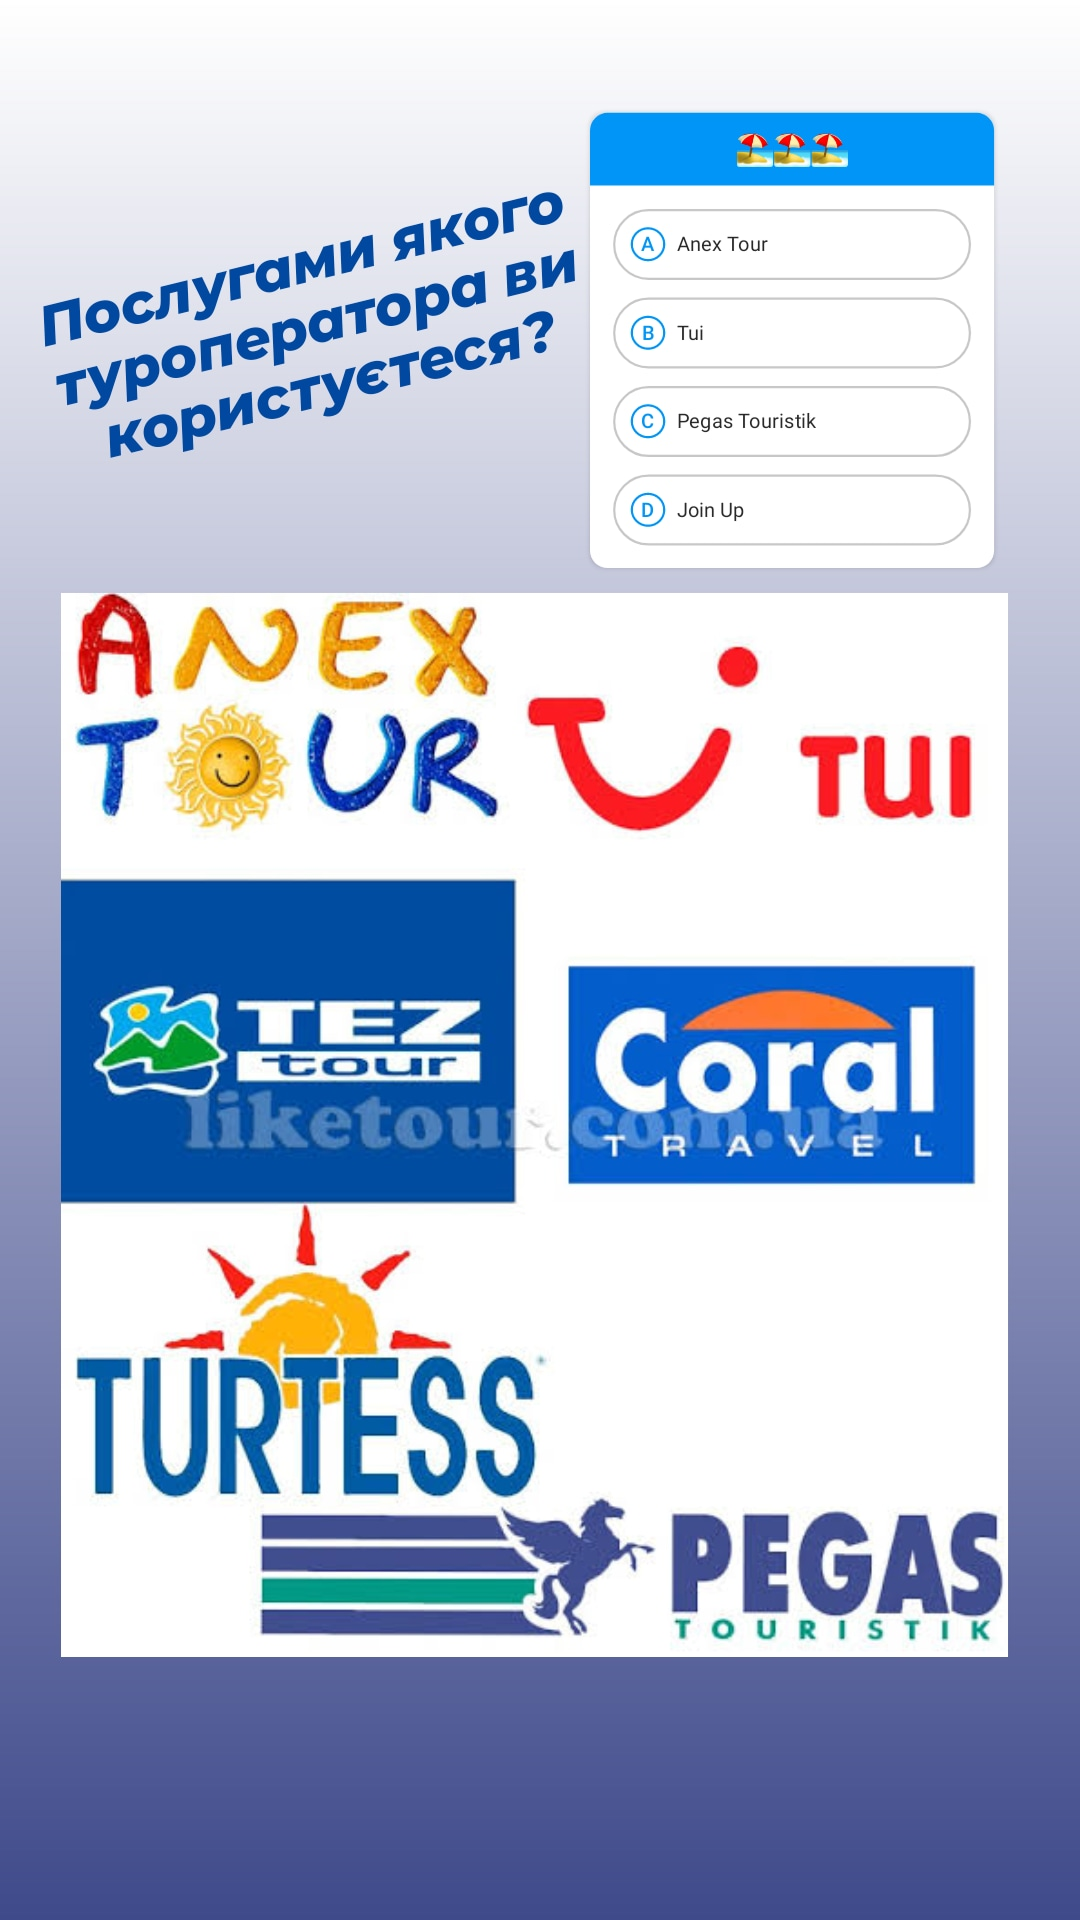 Послугами якого
туроператора ви
користуєтеся?
🏖️🏖️🏖️
A Anex Tour
B Tui
C Pegas Touristik
D Join Up
ANEX
TOUR
TUI
TEZ
tour
Coral
TRAVEL
liketour.com.ua
TURTESS
PEGAS
TOURISTIK